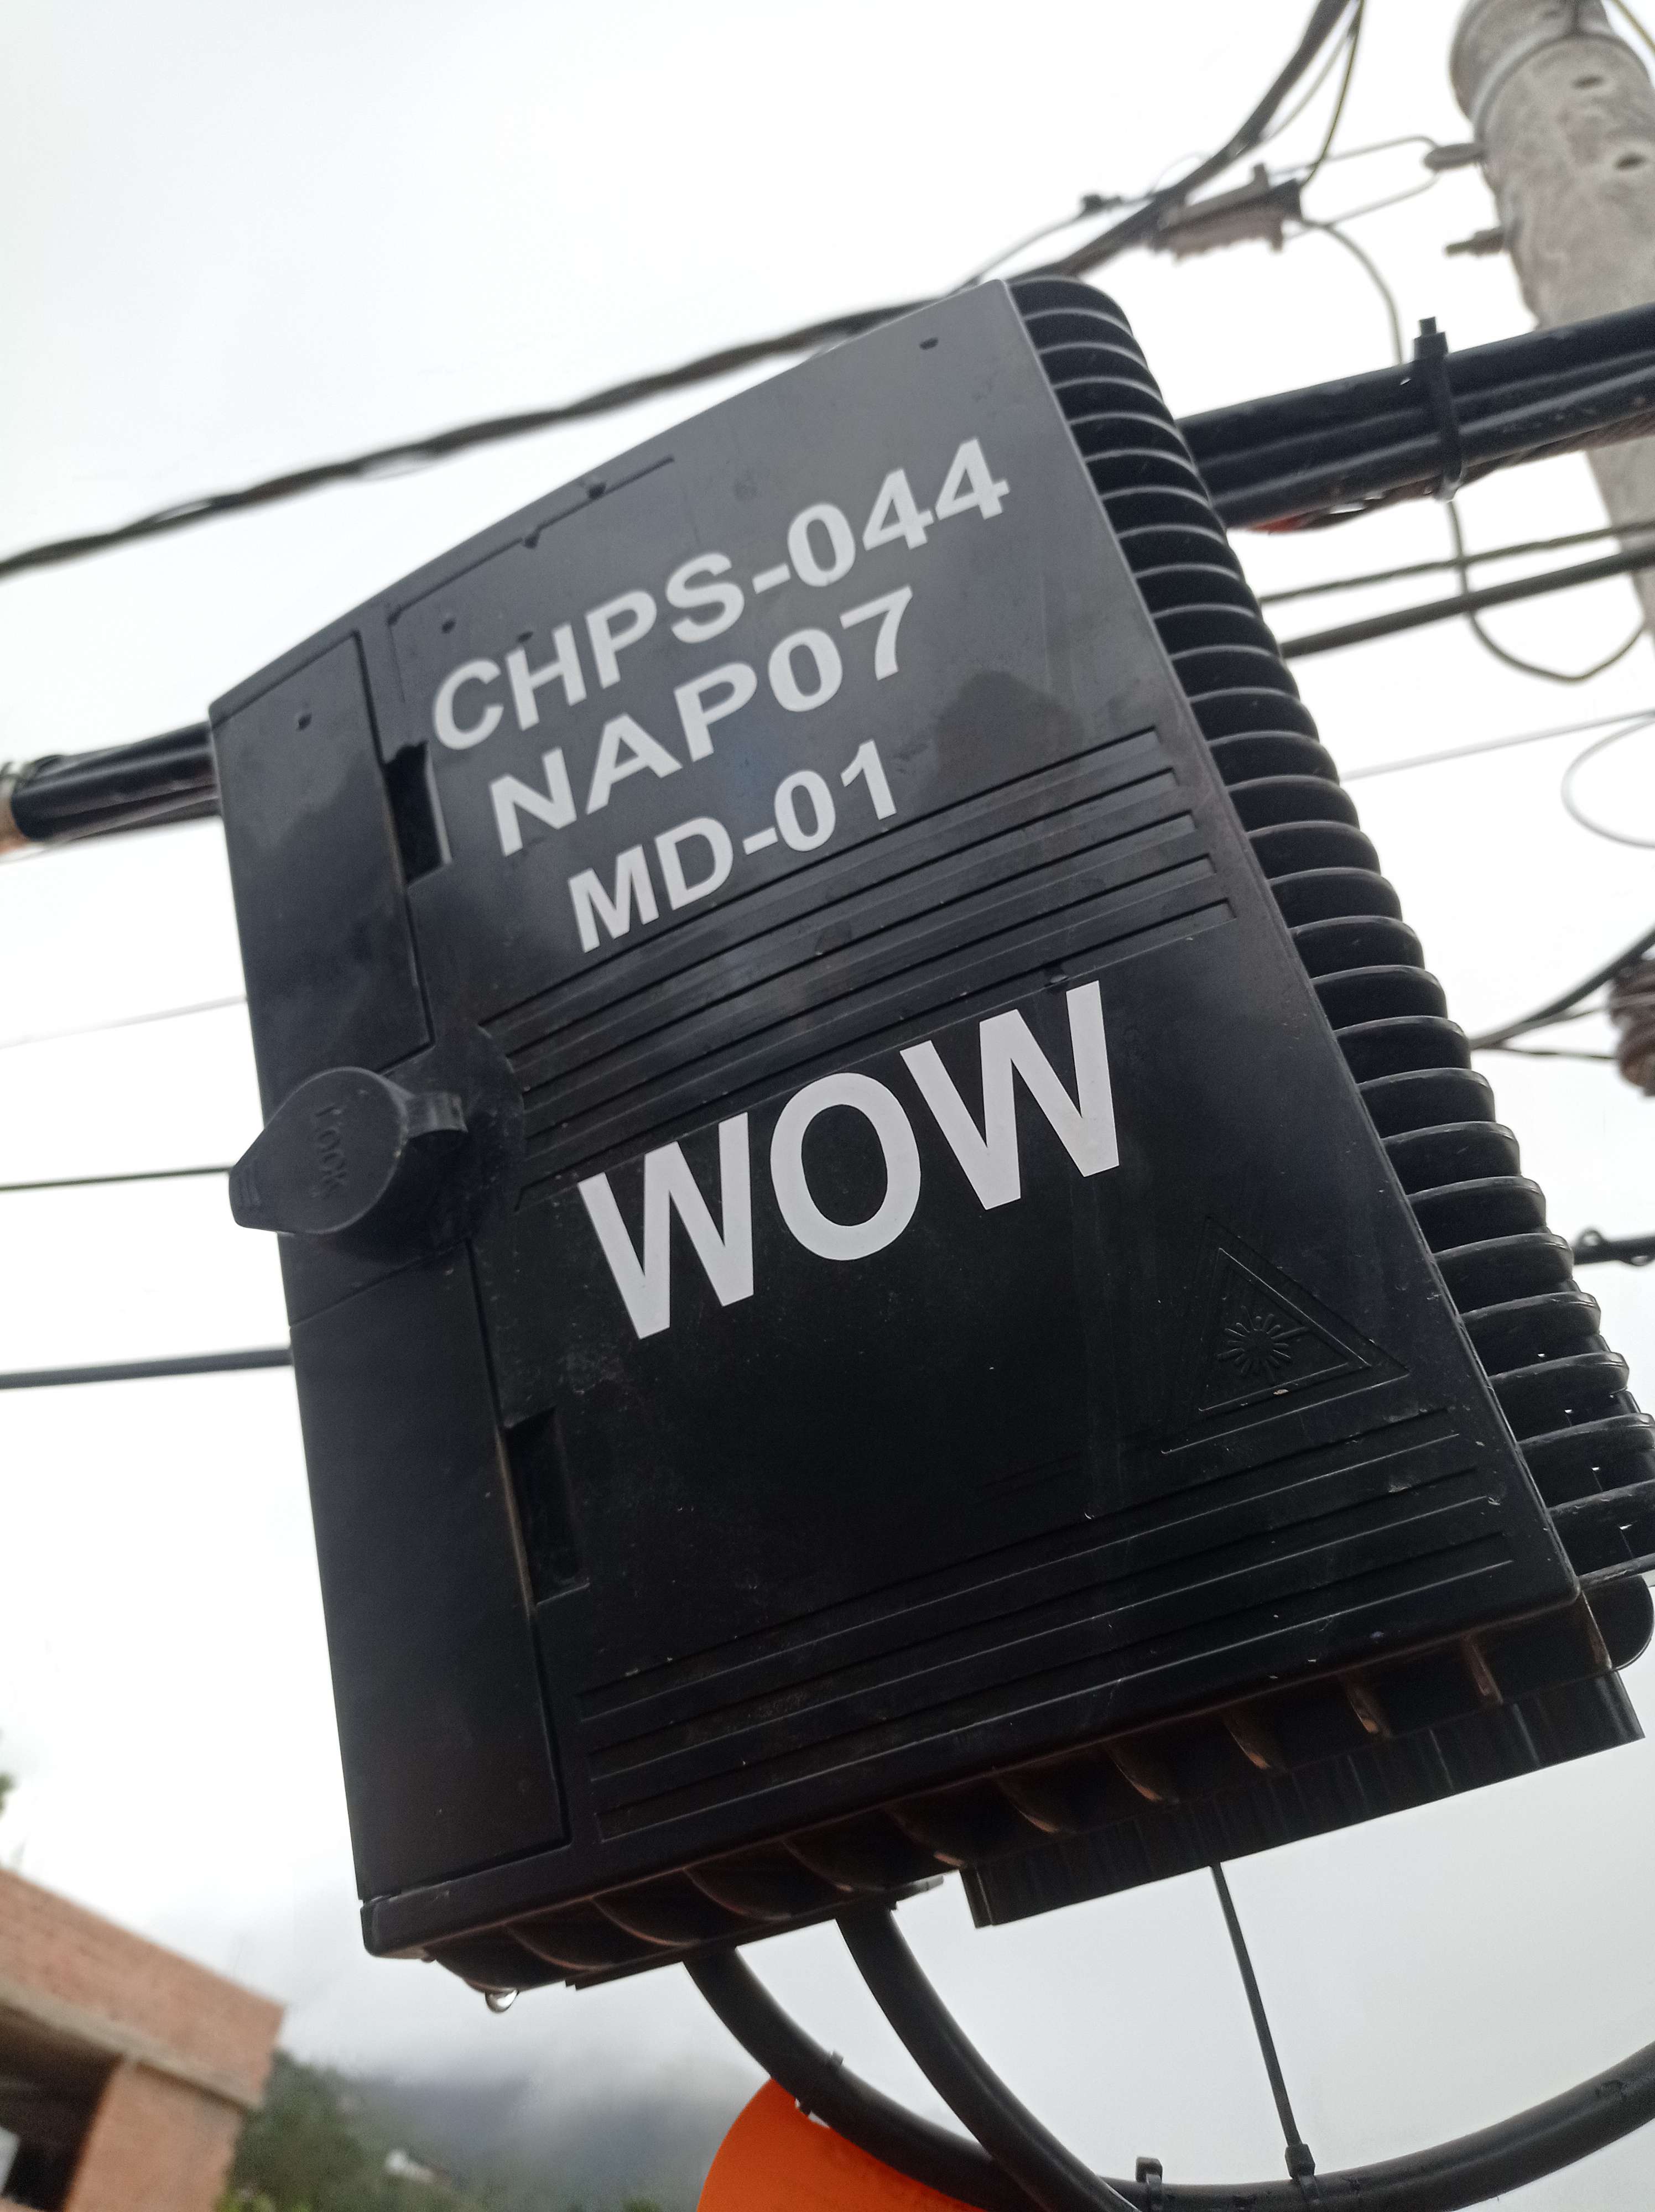 CHPS-044
NAP07
MD-01
Lock
WOW